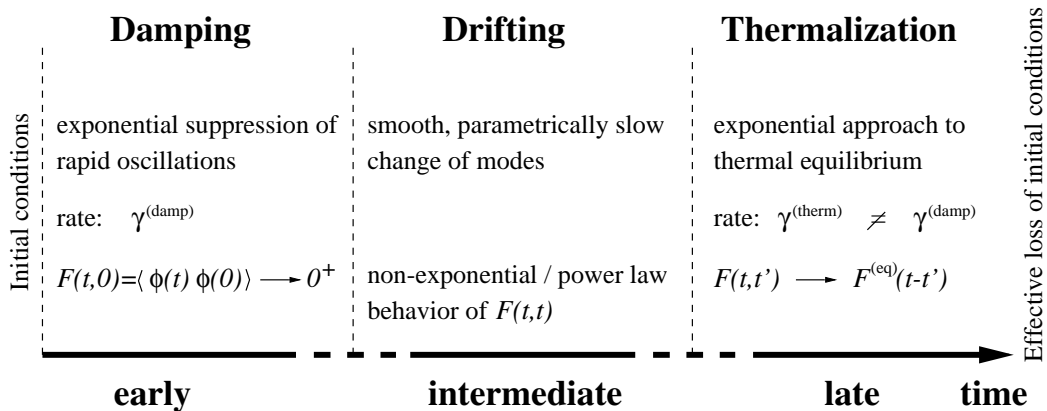 Damping
Drifting
Thermalization
Initial conditions
exponential suppression of
rapid oscillations
rate: γ(damp)
F(t,0)=⟨ ϕ(t) ϕ(0)⟩ → 0+
smooth, parametrically slow
change of modes
non-exponential / power law
behavior of F(t,t)
exponential approach to
thermal equilibrium
rate: γ(therm) ≠ γ(damp)
F(t,t’) → F(eq)(t-t’)
Effective loss of initial conditions
early
intermediate
late
time